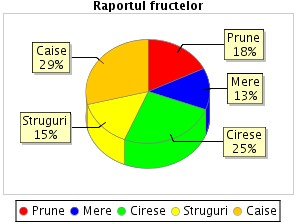 Raportul fructelor
Prune
18%
Mere
13%
Cirese
25%
Struguri
15%
Caise
29%
Prune Mere Cirese Struguri Caise